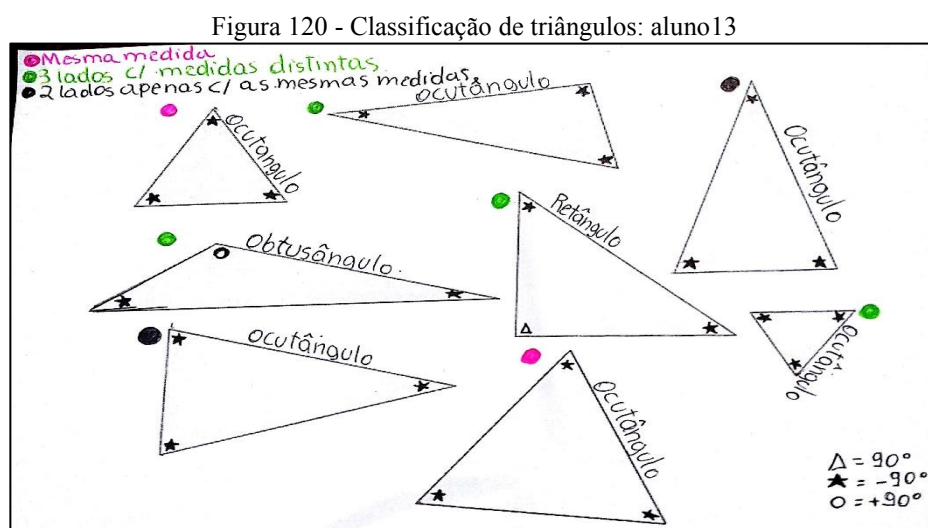 Figura 120 - Classificação de triângulos: aluno13
Mesma medida
3 lados c/ medidas distintas
2 lados apenas c/ as mesmas medidas.
Ocutângulo
Ocutângulo
Ocutângulo
Retângulo
Obtusângulo.
Ocutângulo
Ocutângulo
Ocutângulo
△ = 90°
★ = -90°
O = +90°